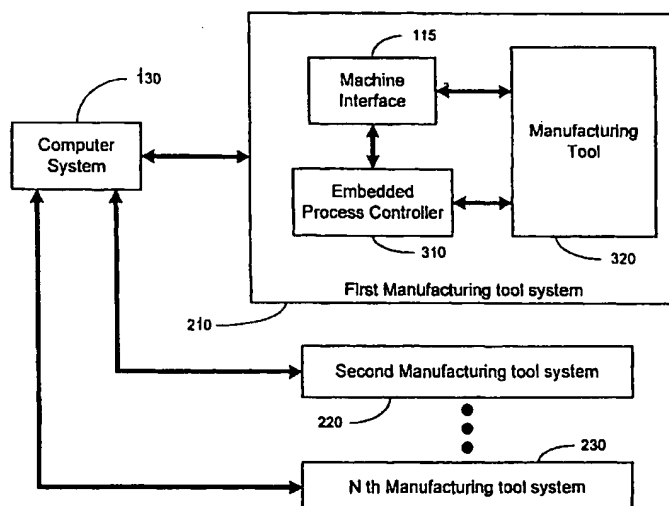 130
115
Computer
System
Machine
Interface
Manufacturing
Tool
Embedded
Process Controller
310
320
First Manufacturing tool system
210
Second Manufacturing tool system
220
230
N th Manufacturing tool system